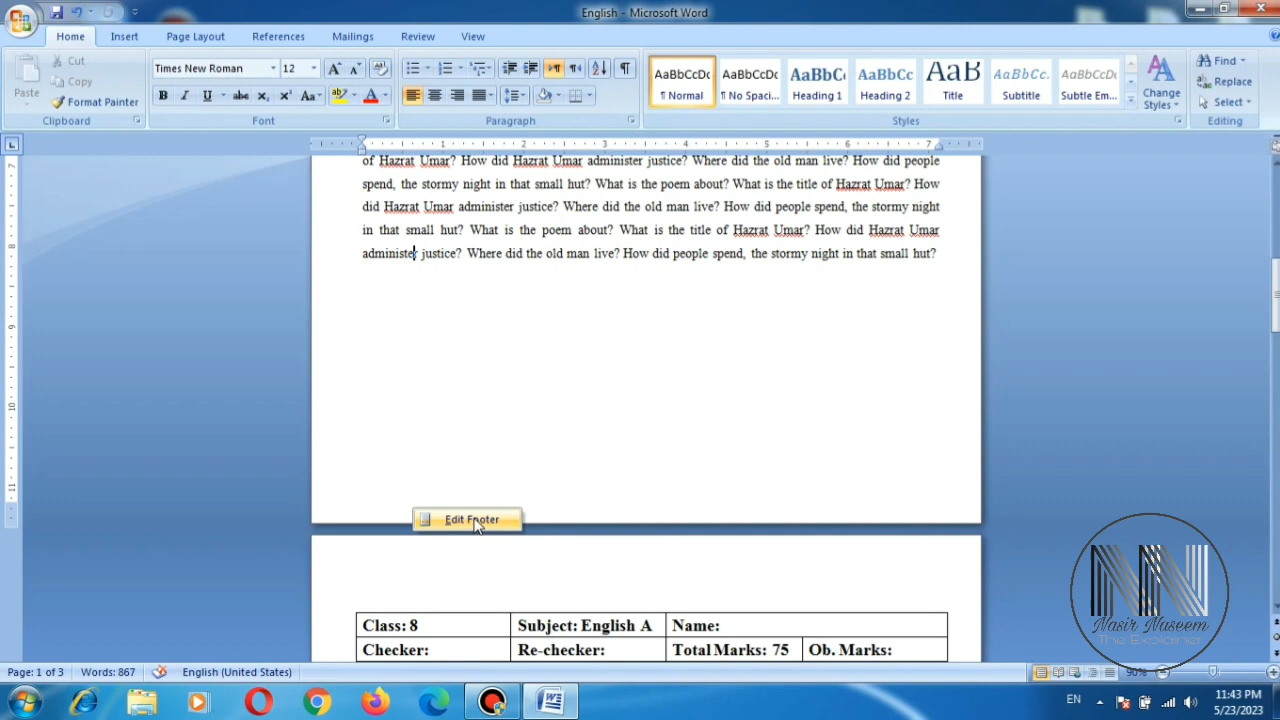 English - Microsoft Word
Home Insert Page Layout References Mailings Review View
Cut
Copy
Paste
Format Painter
Clipboard
Times New Roman 12
Font
Paragraph
AaBbCcDc AaBbCcDc AaBbC AaBbCc AaB AaBbCc. AaBbCcDc
¶ Normal ¶ No Spaci... Heading 1 Heading 2 Title Subtitle Subtle Em...
Change Styles
Styles
Find
Replace
Select
Editing
1 2 3 4 5 6 7
of Hazrat Umar? How did Hazrat Umar administer justice? Where did the old man live? How did people
spend, the stormy night in that small hut? What is the poem about? What is the title of Hazrat Umar? How
did Hazrat Umar administer justice? Where did the old man live? How did people spend, the stormy night
in that small hut? What is the poem about? What is the title of Hazrat Umar? How did Hazrat Umar
administer justice? Where did the old man live? How did people spend, the stormy night in that small hut?
Edit Footer
Class: 8 Subject: English A Name:
Checker: Re-checker: Total Marks: 75 Ob. Marks:
NN
Nasir Naseem
The Explainer
Page: 1 of 3 Words: 867 English (United States) 90%
EN 11:43 PM
5/23/2023